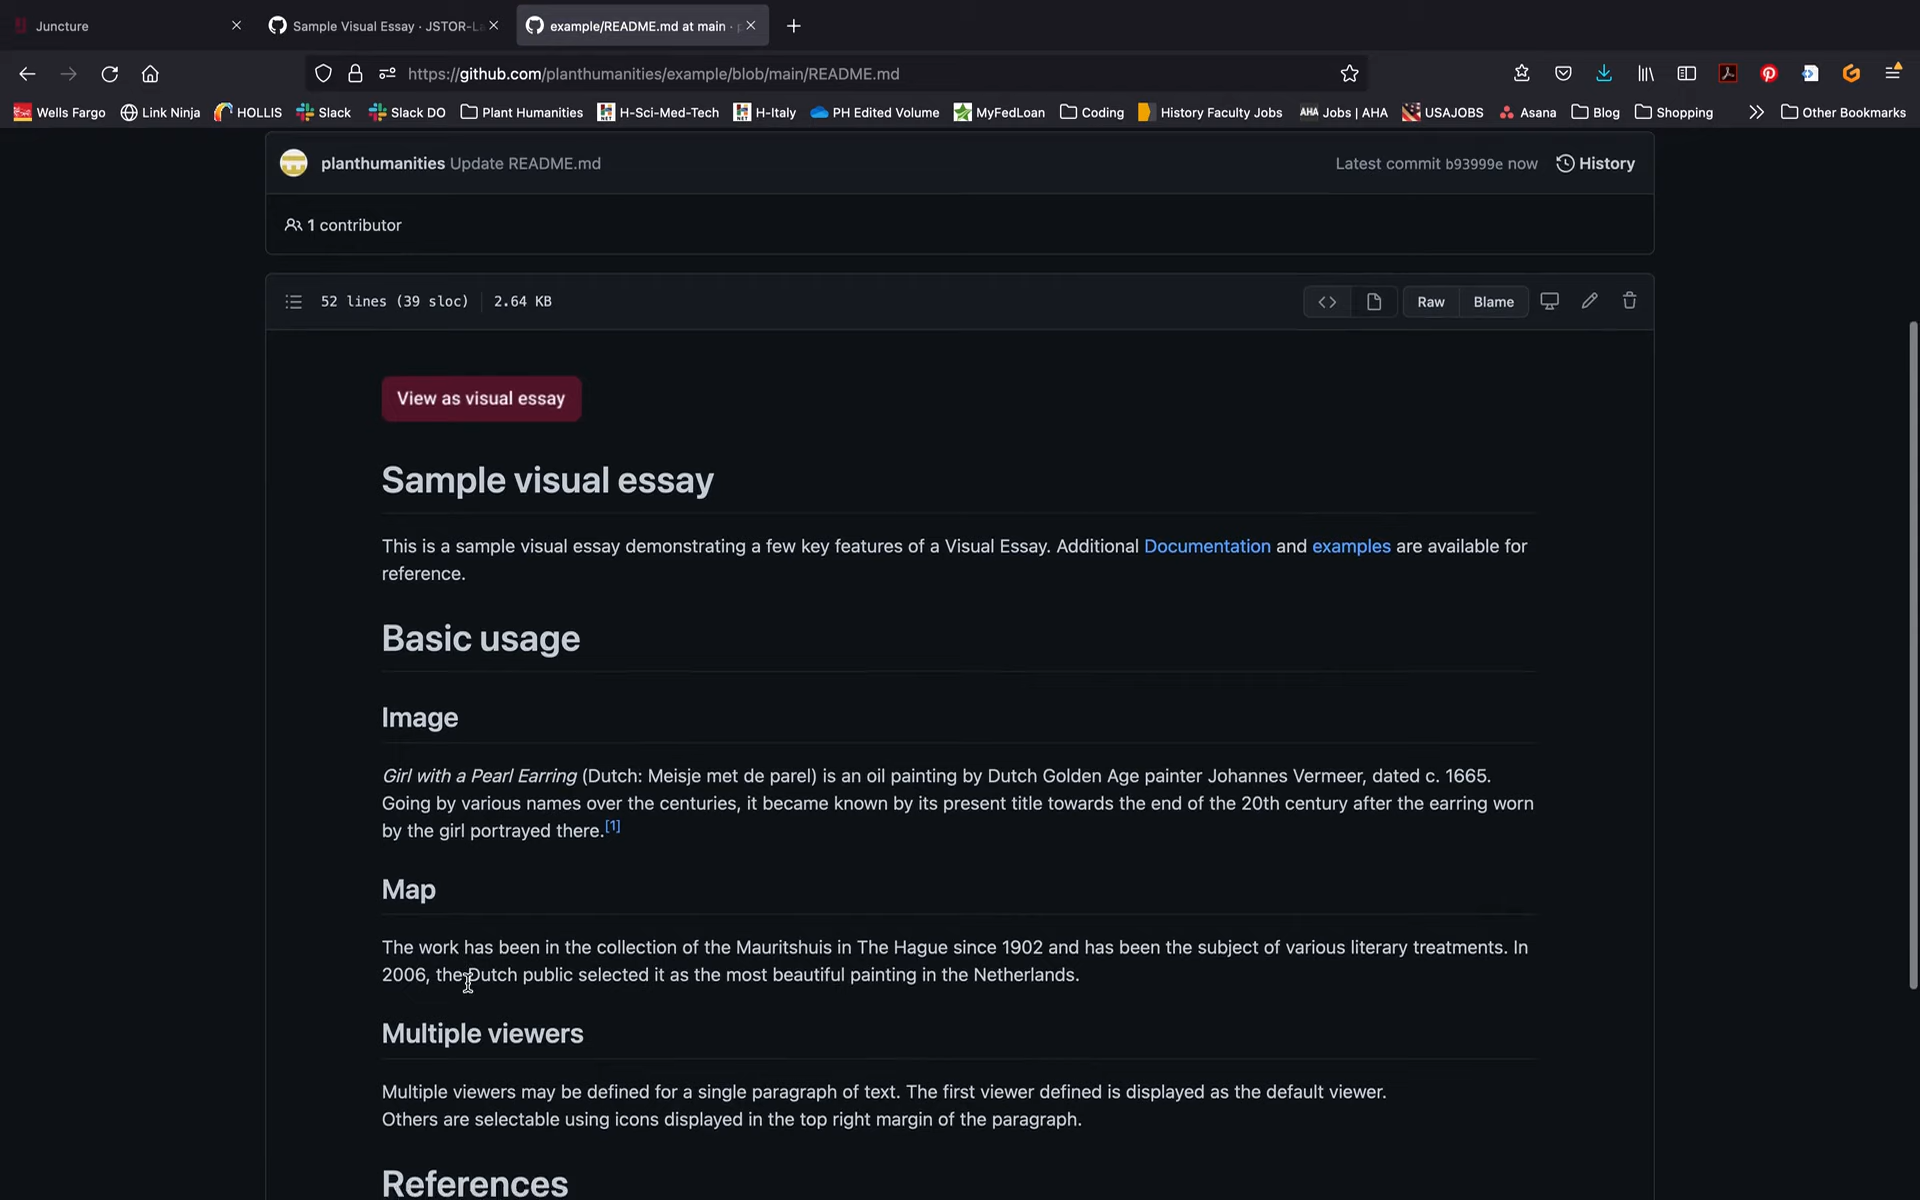 Juncture
Sample Visual Essay · JSTOR-La
example/README.md at main ·
https://github.com/planthumanities/example/blob/main/README.md
Wells Fargo Link Ninja HOLLIS Slack Slack DO Plant Humanities H-Sci-Med-Tech H-Italy PH Edited Volume MyFedLoan Coding History Faculty Jobs AHA Jobs | AHA USAJOBS Asana Blog Shopping Other Bookmarks
planthumanities Update README.md Latest commit b93999e now History
1 contributor
52 lines (39 sloc) 2.64 KB Raw Blame
View as visual essay
Sample visual essay
This is a sample visual essay demonstrating a few key features of a Visual Essay. Additional Documentation and examples are available for
reference.
Basic usage
Image
Girl with a Pearl Earring (Dutch: Meisje met de parel) is an oil painting by Dutch Golden Age painter Johannes Vermeer, dated c. 1665.
Going by various names over the centuries, it became known by its present title towards the end of the 20th century after the earring worn
by the girl portrayed there.[1]
Map
The work has been in the collection of the Mauritshuis in The Hague since 1902 and has been the subject of various literary treatments. In
2006, the Dutch public selected it as the most beautiful painting in the Netherlands.
Multiple viewers
Multiple viewers may be defined for a single paragraph of text. The first viewer defined is displayed as the default viewer.
Others are selectable using icons displayed in the top right margin of the paragraph.
References